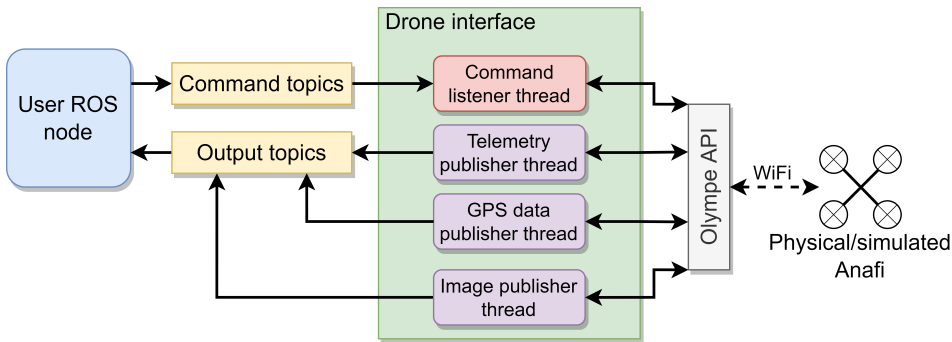 Drone interface
User ROS
node
Command topics
Command
listener thread
Output topics
Telemetry
publisher thread
GPS data
publisher thread
Image publisher
thread
Olympe API
WiFi
Physical/simulated
Anafi